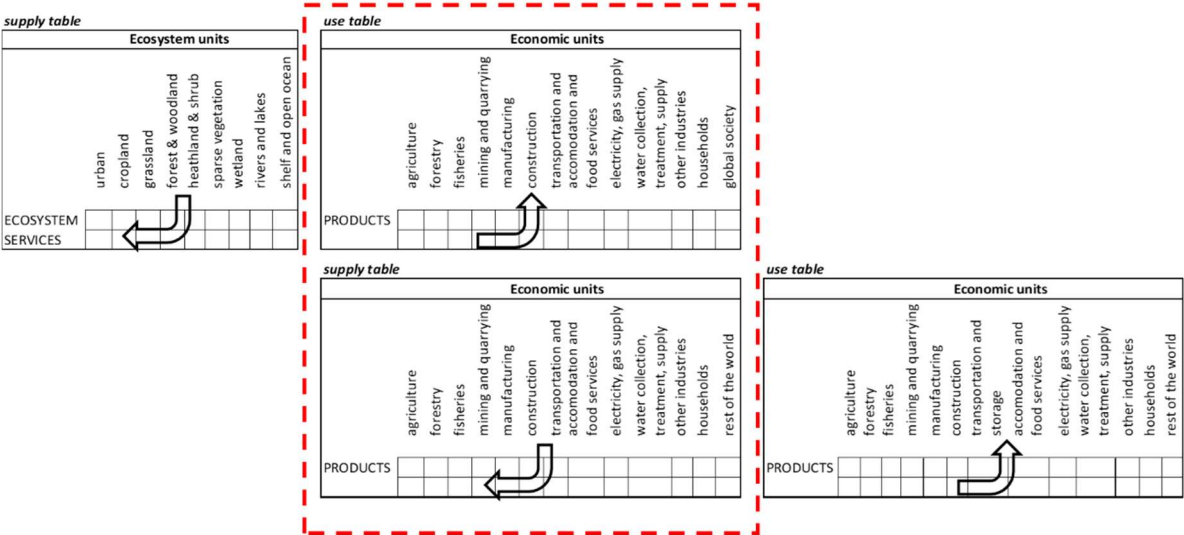 supply table
Ecosystem units
urban
cropland
grassland
forest & woodland
heathland & shrub
sparse vegetation
wetland
rivers and lakes
shelf and open ocean
ECOSYSTEM
SERVICES
use table
Economic units
agriculture
forestry
fisheries
mining and quarrying
manufacturing
construction
transportation and
accomodation and
food services
electricity, gas supply
water collection,
treatment, supply
other industries
households
global society
PRODUCTS
supply table
Economic units
agriculture
forestry
fisheries
mining and quarrying
manufacturing
construction
transportation and
accomodation and
food services
electricity, gas supply
water collection,
treatment, supply
other industries
households
rest of the world
PRODUCTS
use table
Economic units
agriculture
forestry
fisheries
mining and quarrying
manufacturing
construction
transportation and
storage
accomodation and
food services
electricity, gas supply
water collection,
treatment, supply
other industries
households
rest of the world
PRODUCTS